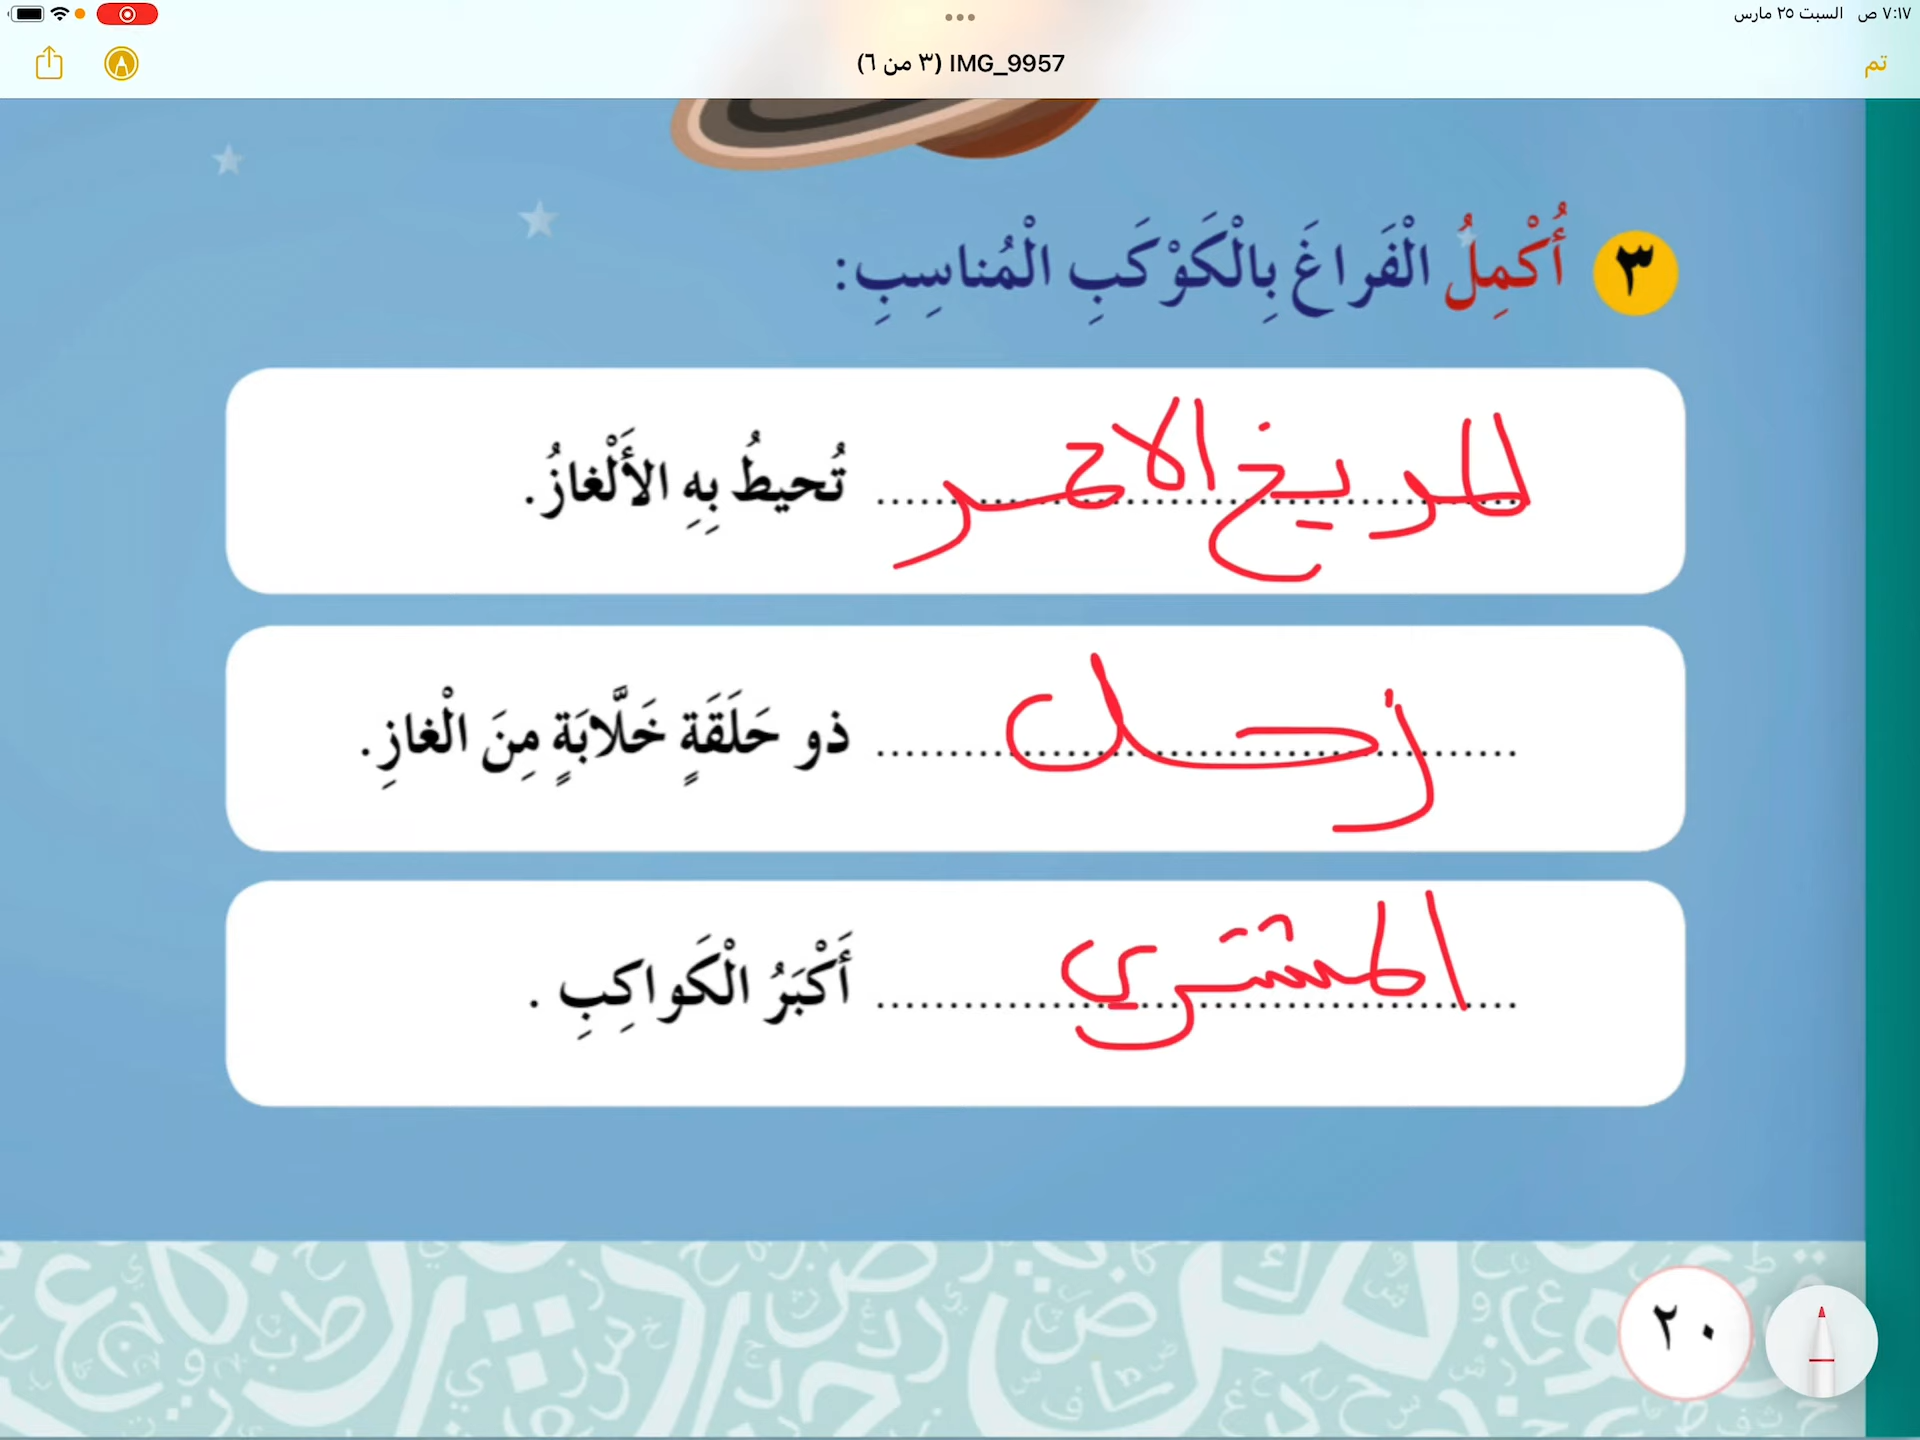 ٧:١٧ ص السبت ٢٥ مارس
تم
IMG_9957 (٣ من ٦)
٣ أُكْمِلُ الْفَراغَ بِالْكَوْكَبِ الْمُناسِبِ:
المريخ الاحمر تُحيطُ بِهِ الأَلْغازُ.
زحل ذو حَلَقَةٍ خَلَّابَةٍ مِنَ الْغازِ.
المشتري أَكْبَرُ الْكَواكِبِ .
٢٠